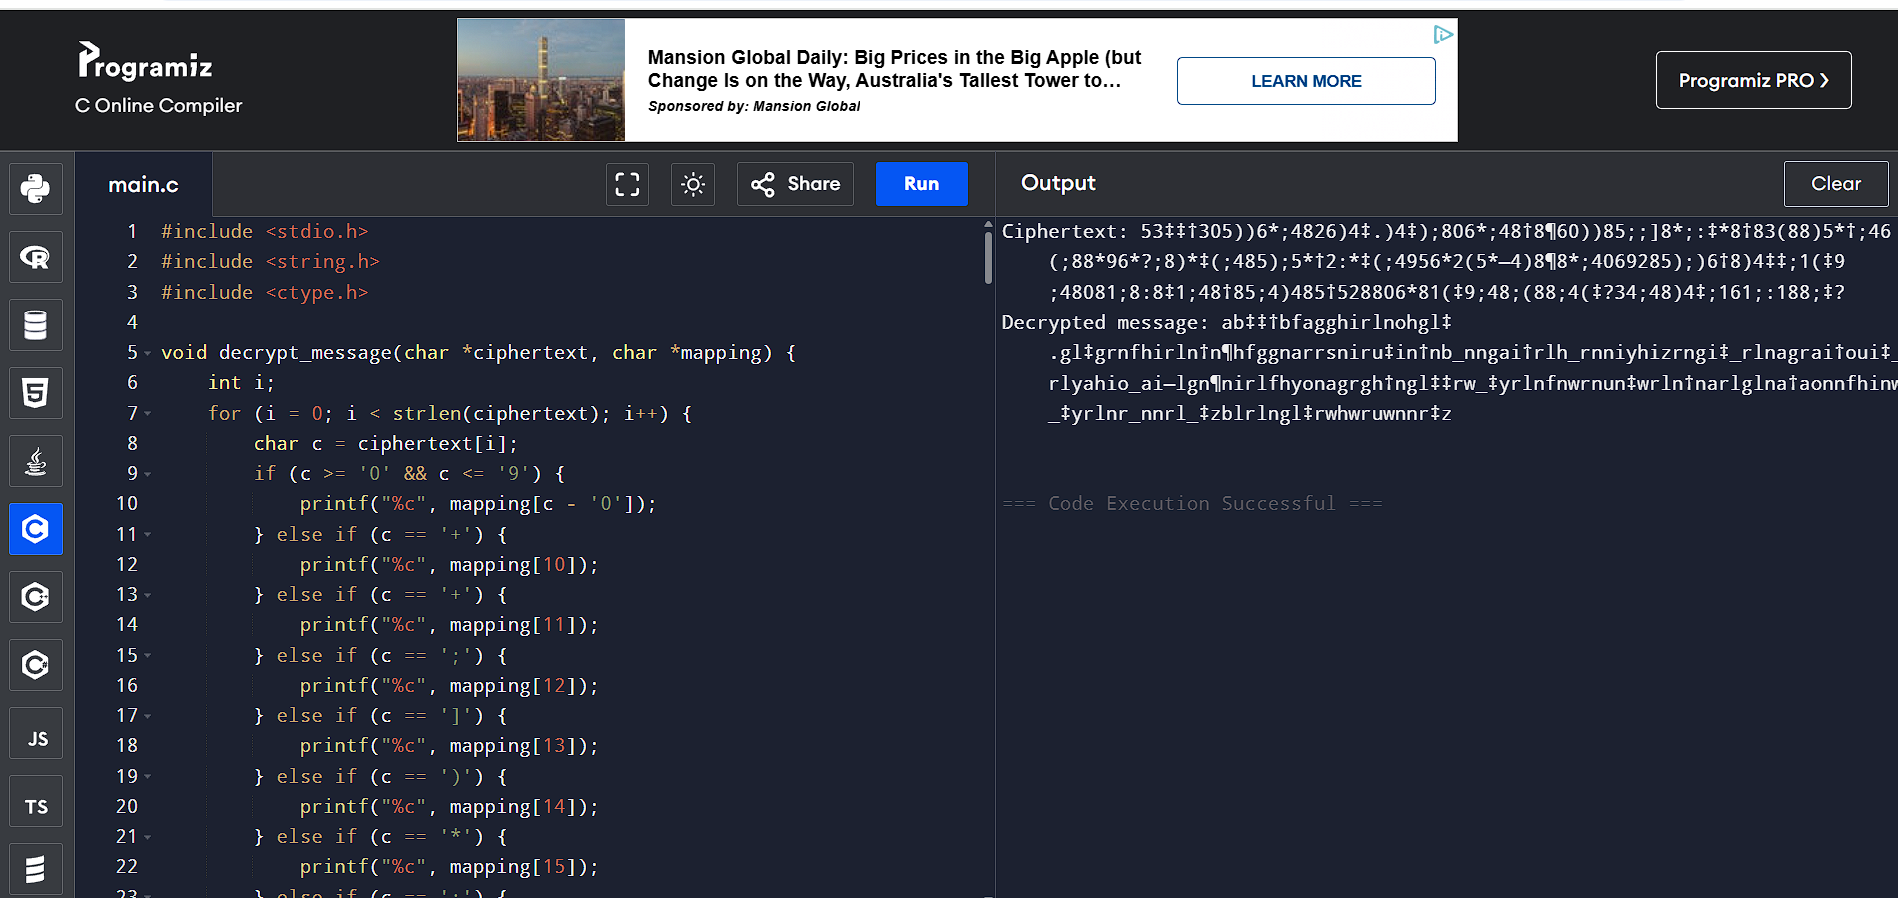 Programiz
C Online Compiler
Mansion Global Daily: Big Prices in the Big Apple (but
Change Is on the Way, Australia's Tallest Tower to...
Sponsored by: Mansion Global
LEARN MORE
Programiz PRO
main.c
Share
Run
Output
Clear
1 #include <stdio.h>
2 #include <string.h>
3 #include <ctype.h>
4
5 void decrypt_message(char *ciphertext, char *mapping) {
6 int i;
7 for (i = 0; i < strlen(ciphertext); i++) {
8 char c = ciphertext[i];
9 if (c >= '0' && c <= '9') {
10 printf("%c", mapping[c - '0']);
11 } else if (c == '+') {
12 printf("%c", mapping[10]);
13 } else if (c == '+') {
14 printf("%c", mapping[11]);
15 } else if (c == ';') {
16 printf("%c", mapping[12]);
17 } else if (c == ']') {
18 printf("%c", mapping[13]);
19 } else if (c == ')') {
20 printf("%c", mapping[14]);
21 } else if (c == '*') {
22 printf("%c", mapping[15]);
23 } else if (c == ':') {
Ciphertext: 53‡‡†305))6*;4826)4‡.)4‡);806*;48†8¶60))85;;]8*;:‡*8†83(88)5*†;46
(;88*96*?;8)*‡(;485);5*†2:*‡(;4956*2(5*—4)8¶8*;4069285);)6†8)4‡‡;1(‡9
;48081;8:8‡1;48†85;4)485†528806*81(‡9;48;(88;4(‡?34;48)4‡;161;:188;‡?
Decrypted message: ab‡‡†bfagghirlnohgl‡
.gl‡grnfhirln†n¶hfggnarrsniru‡in†nb_nngai†rlh_rnniyhizrngi‡_rlnagrai†oui‡_
rlyahio_ai—lgn¶nirlfhyonagrgh†ngl‡‡rw_‡yrlnfnwrnun‡wrln†narlglna†aonnfhinw
_‡yrlnr_nnrl_‡zblrlngl‡rwhwruwnnr‡z
=== Code Execution Successful ===
JS
TS